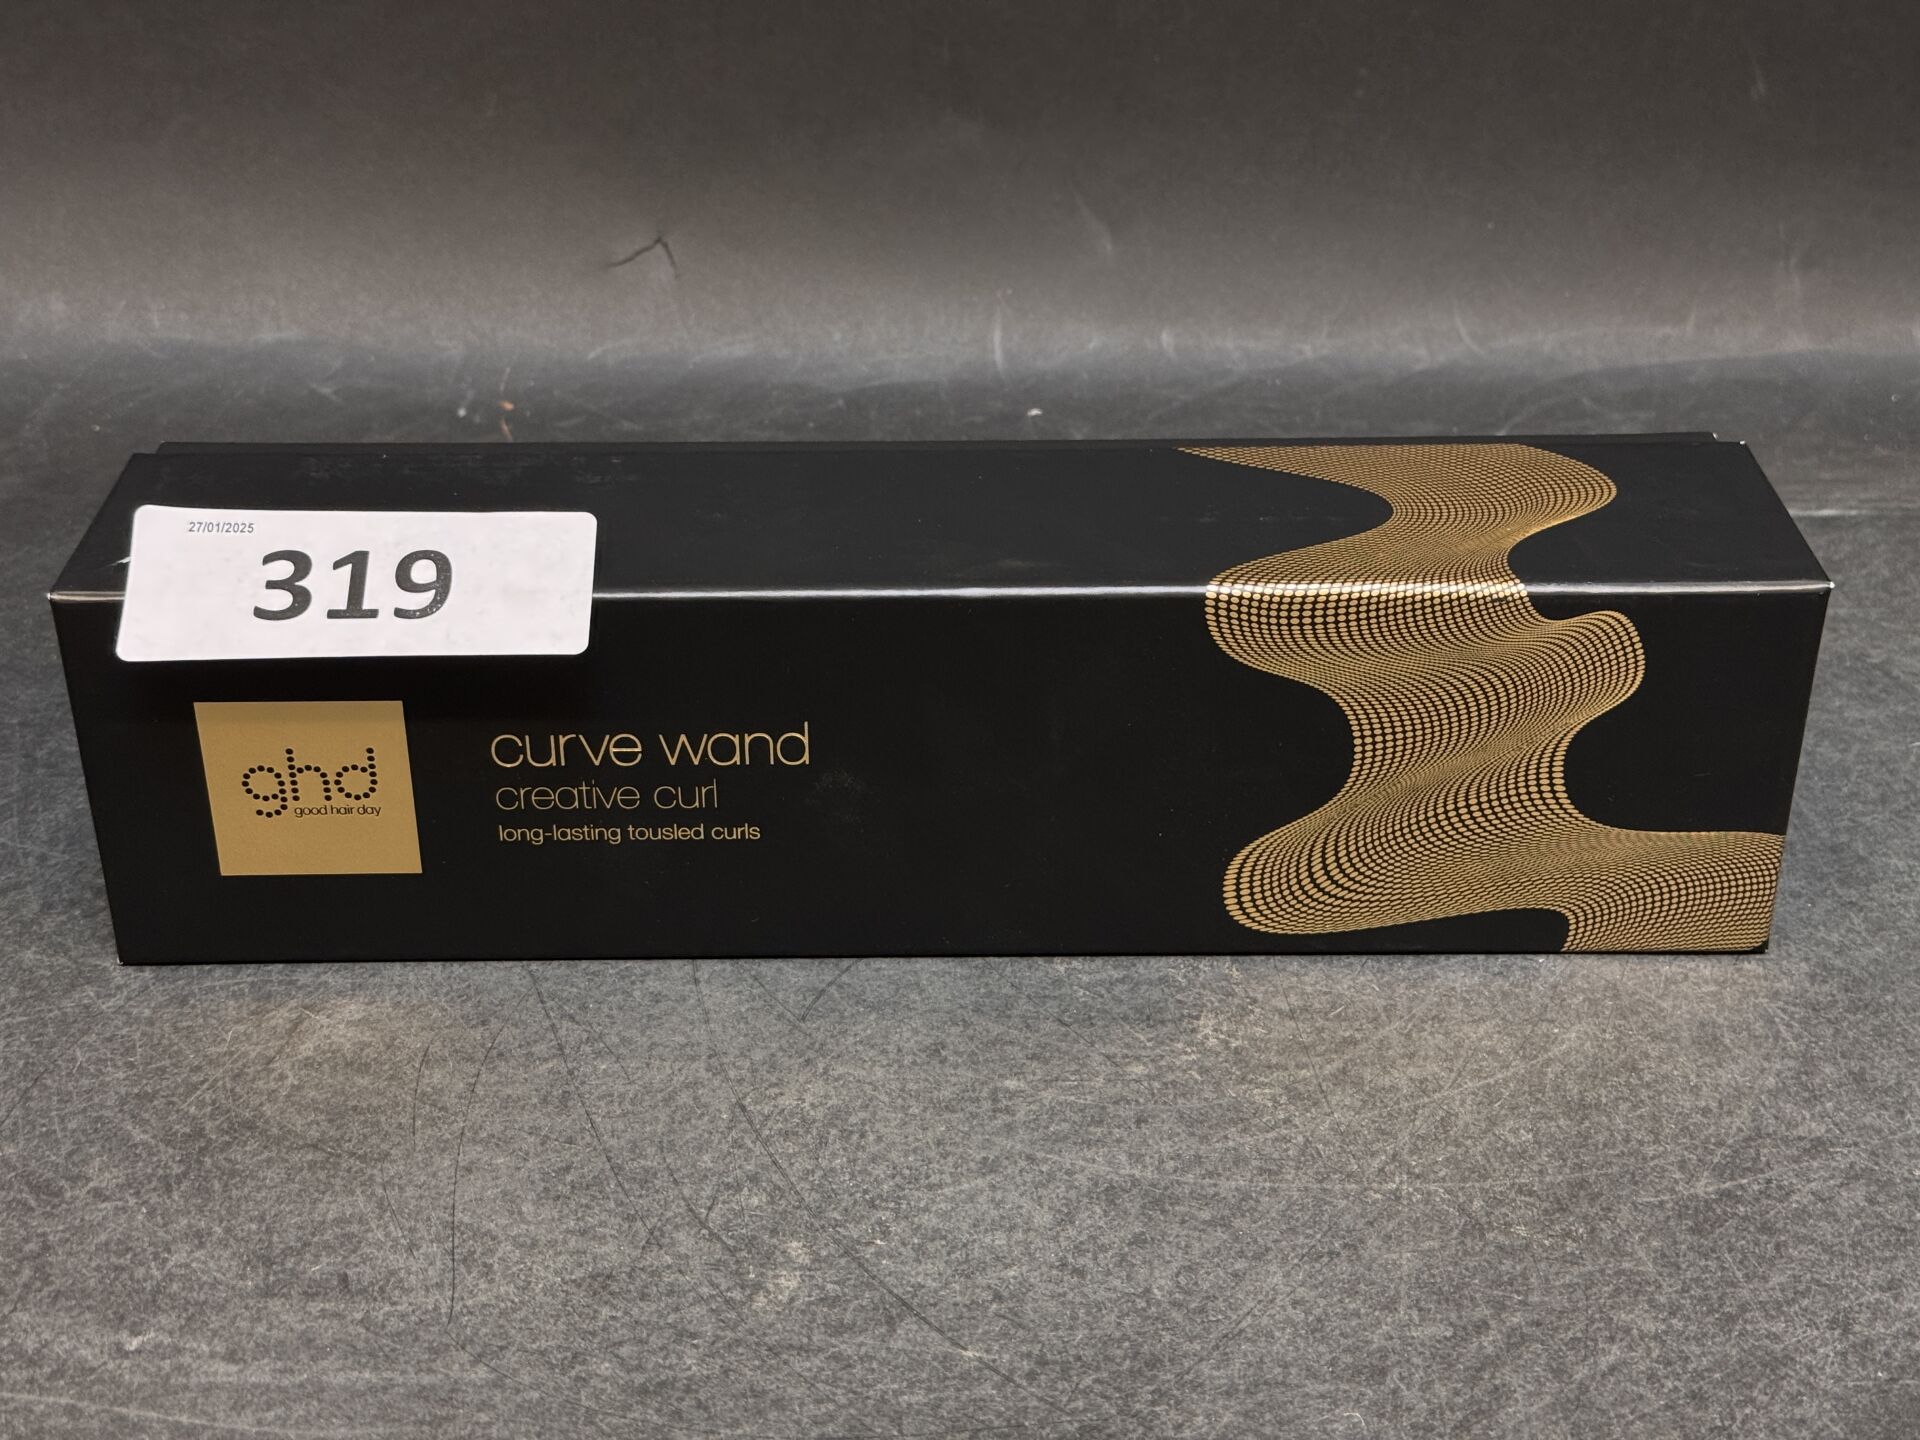 27/01/2025
319
ghd
good hair day
curve wand
creative curl
long-lasting tousled curls